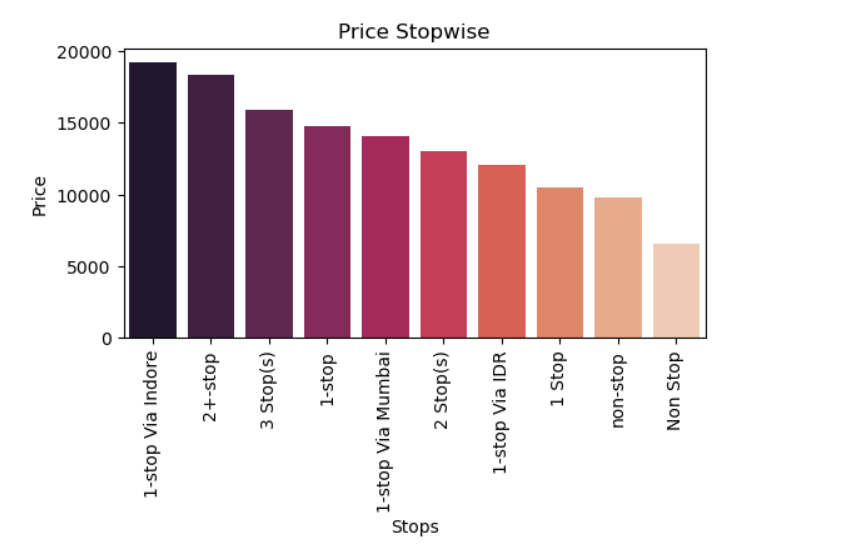 Price Stopwise
20000
15000
10000
5000
0
Price
1-stop Via Indore
2+-stop
3 Stop(s)
1-stop
1-stop Via Mumbai
2 Stop(s)
1-stop Via IDR
1 Stop
non-stop
Non Stop
Stops